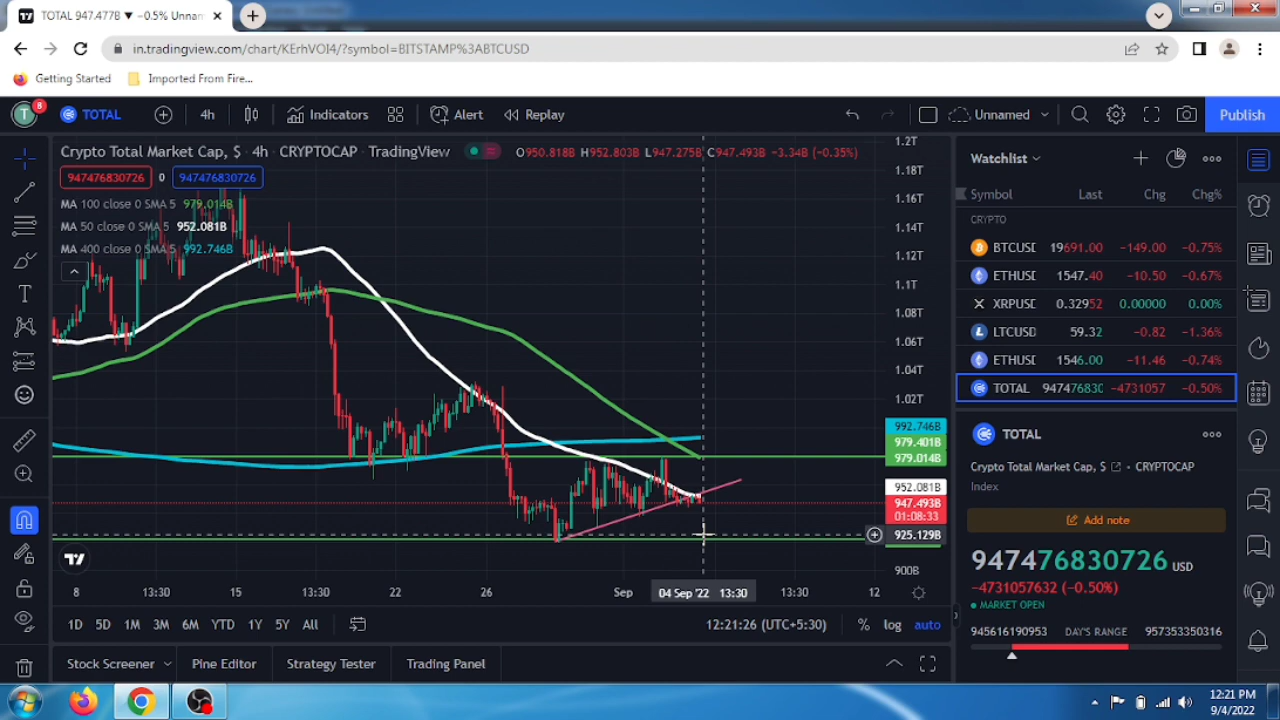 TOTAL 947.477B ▼ −0.5% Unnam
in.tradingview.com/chart/KErhVOI4/?symbol=BITSTAMP%3ABTCUSD
Getting Started Imported From Fire...
T 8 TOTAL 4h Indicators Alert Replay Unnamed Publish
Crypto Total Market Cap, $ · 4h · CRYPTOCAP · TradingView O950.818B H952.803B L947.275B C947.493B −3.34B (−0.35%)
947476830726 0 947476830726
MA 100 close 0 SMA 5 979.014B
MA 50 close 0 SMA 5 952.081B
MA 400 close 0 SMA 5 992.746B
1.2T
1.18T
1.16T
1.14T
1.12T
1.1T
1.08T
1.06T
1.04T
1.02T
992.746B
979.401B
979.014B
952.081B
947.493B
01:08:33
925.129B
900B
8 13:30 15 13:30 22 26 Sep 04 Sep '22 13:30 13:30 12
1D 5D 1M 3M 6M YTD 1Y 5Y All 12:21:26 (UTC+5:30) % log auto
Stock Screener Pine Editor Strategy Tester Trading Panel
Watchlist
Symbol Last Chg Chg%
CRYPTO
BTCUSD 19691.00 −149.00 −0.75%
ETHUSD 1547.40 −10.50 −0.67%
XRPUSD 0.32952 0.00000 0.00%
LTCUSD 59.32 −0.82 −1.36%
ETHUSD 1546.00 −11.46 −0.74%
TOTAL 94747683C −4731057 −0.50%
TOTAL
Crypto Total Market Cap, $ • CRYPTOCAP
Index
Add note
947476830726 USD
−4731057632 (−0.50%)
MARKET OPEN
945616190953 DAY'S RANGE 957353350316
12:21 PM
9/4/2022